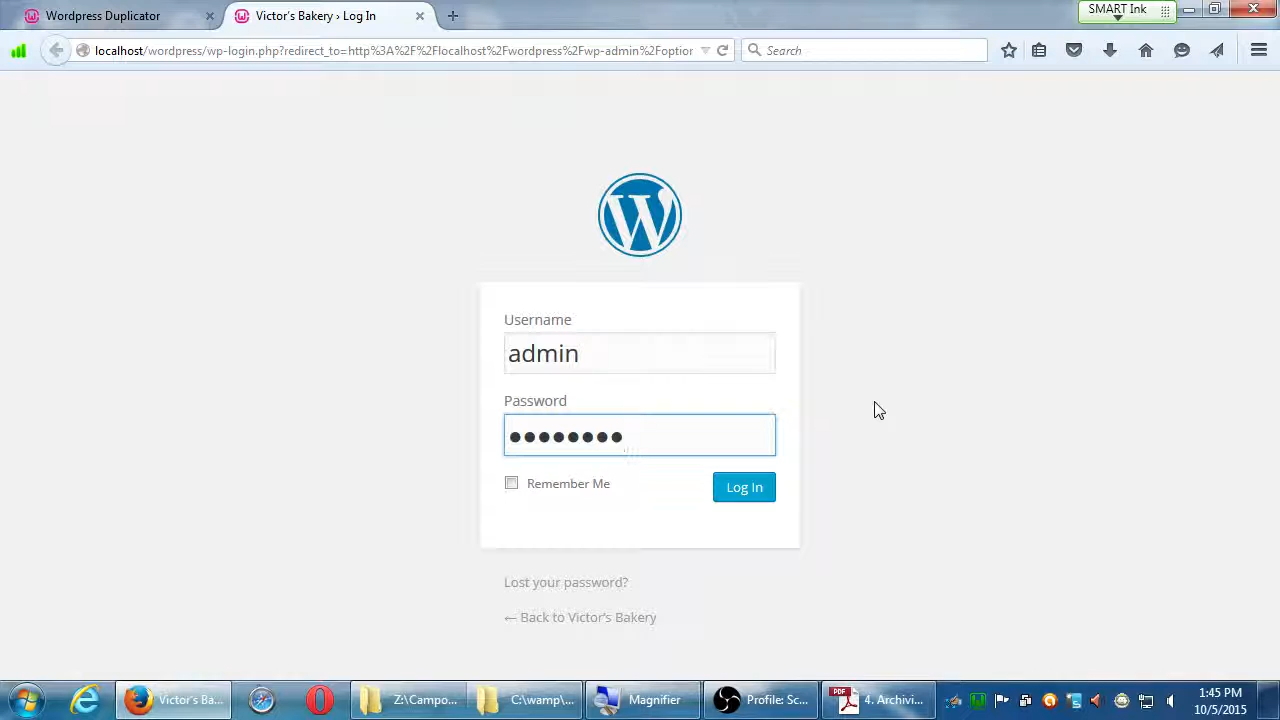 Wordpress Duplicator
Victor's Bakery › Log In
SMART Ink
localhost/wordpress/wp-login.php?redirect_to=http%3A%2F%2Flocalhost%2Fwordpress%2Fwp-admin%2Foption
Search
Username
admin
Password
Remember Me
Log In
Lost your password?
← Back to Victor's Bakery
Victor's Ba...
Z:\Campo...
C:\wamp\...
Magnifier
Profile: Sc...
PDF
4. Archivi...
1:45 PM
10/5/2015